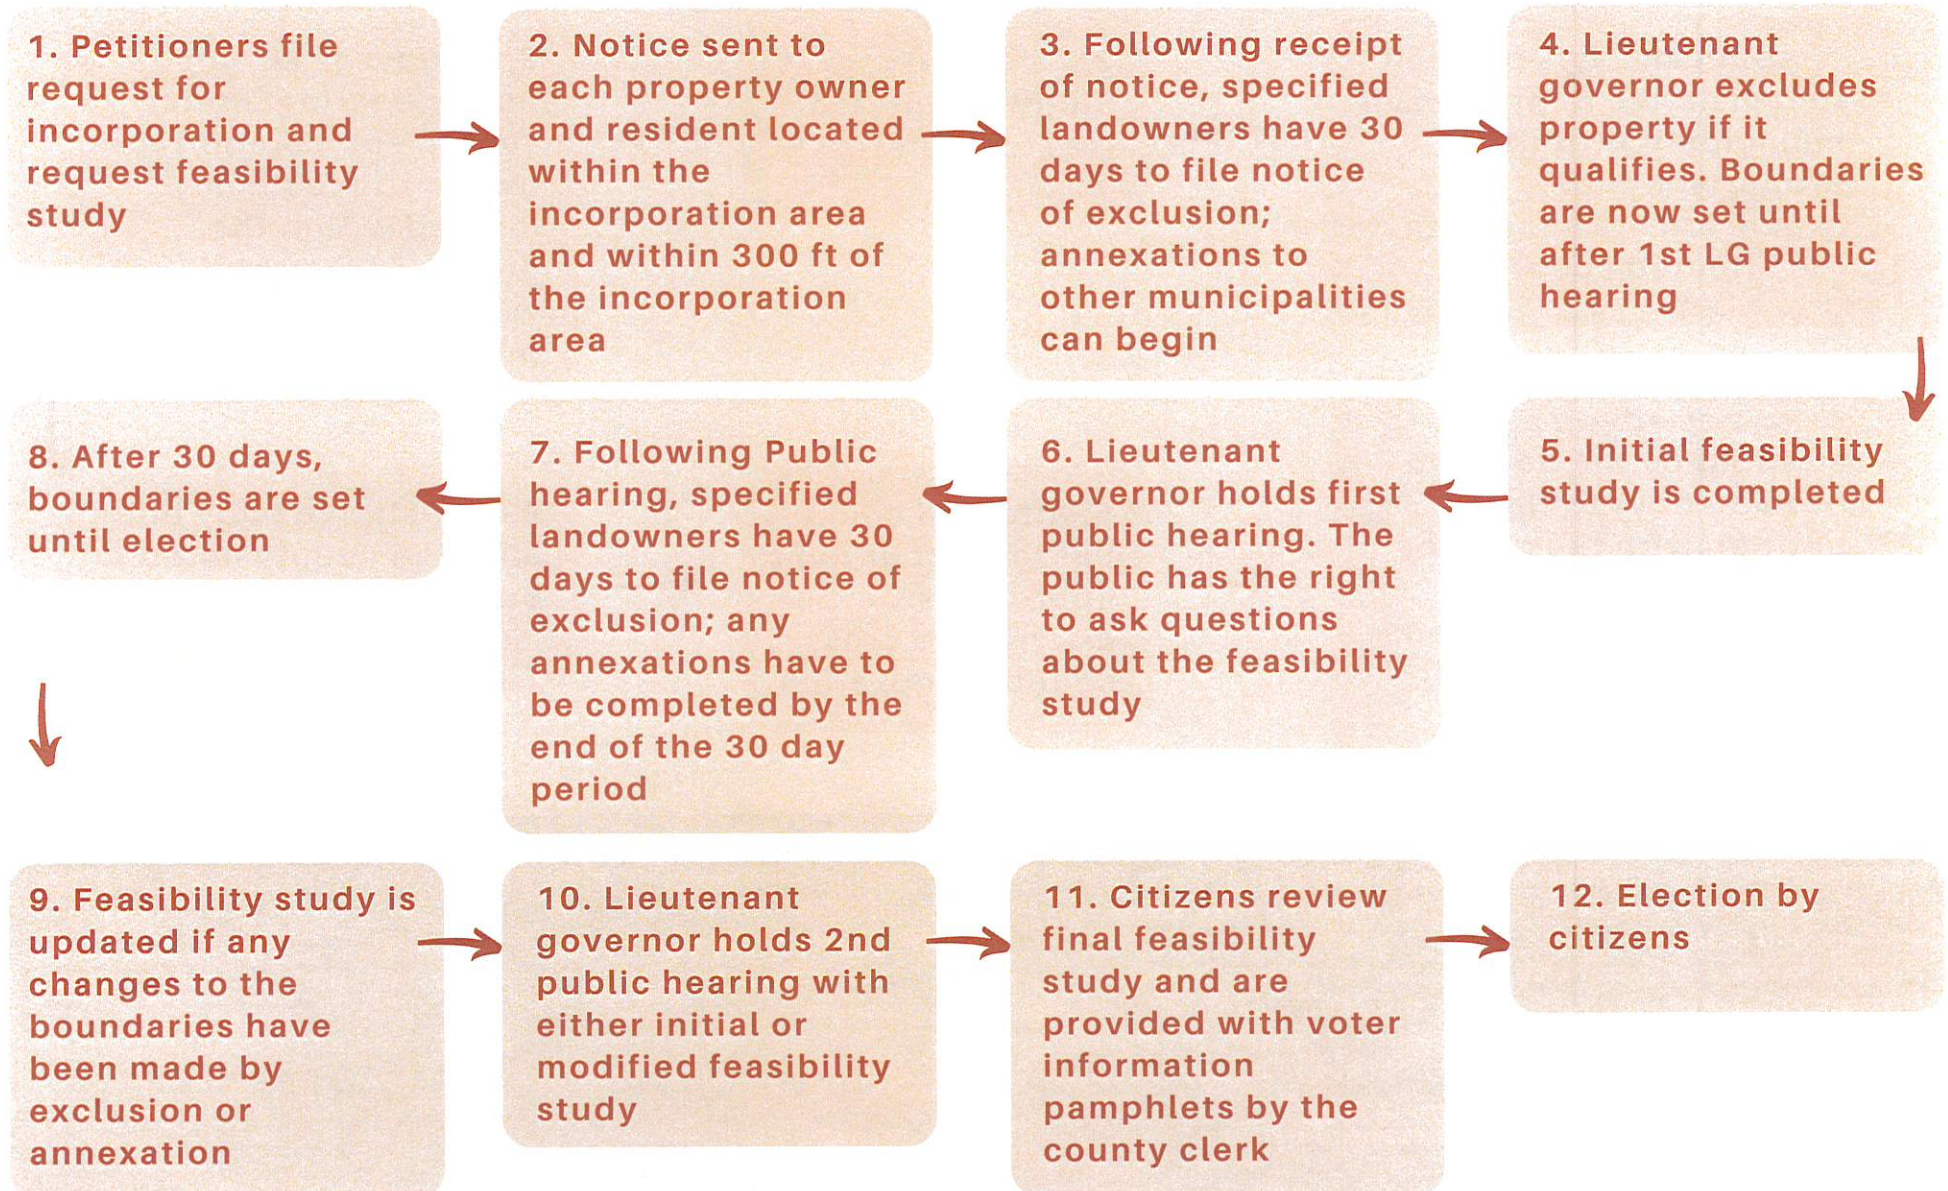 1. Petitioners file
request for
incorporation and
request feasibility
study
2. Notice sent to
each property owner
and resident located
within the
incorporation area
and within 300 ft of
the incorporation
area
3. Following receipt
of notice, specified
landowners have 30
days to file notice
of exclusion;
annexations to
other municipalities
can begin
4. Lieutenant
governor excludes
property if it
qualifies. Boundaries
are now set until
after 1st LG public
hearing
5. Initial feasibility
study is completed
6. Lieutenant
governor holds first
public hearing. The
public has the right
to ask questions
about the feasibility
study
7. Following Public
hearing, specified
landowners have 30
days to file notice of
exclusion; any
annexations have to
be completed by the
end of the 30 day
period
8. After 30 days,
boundaries are set
until election
9. Feasibility study is
updated if any
changes to the
boundaries have
been made by
exclusion or
annexation
10. Lieutenant
governor holds 2nd
public hearing with
either initial or
modified feasibility
study
11. Citizens review
final feasibility
study and are
provided with voter
information
pamphlets by the
county clerk
12. Election by
citizens